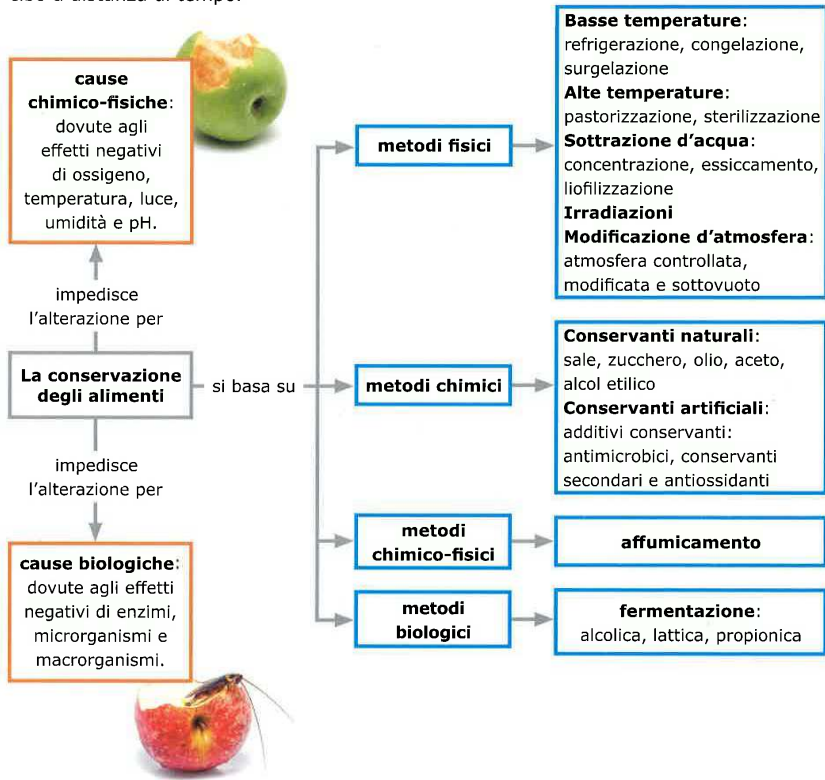 cibo a distanza di tempo.
cause
chimico-fisiche:
dovute agli
effetti negativi
di ossigeno,
temperatura, luce,
umidità e pH.
impedisce
l'alterazione per
La conservazione
degli alimenti
si basa su
impedisce
l'alterazione per
cause biologiche:
dovute agli effetti
negativi di enzimi,
microrganismi e
macrorganismi.
metodi fisici
Basse temperature:
refrigerazione, congelazione,
surgelazione
Alte temperature:
pastorizzazione, sterilizzazione
Sottrazione d'acqua:
concentrazione, essiccamento,
liofilizzazione
Irradiazioni
Modificazione d'atmosfera:
atmosfera controllata,
modificata e sottovuoto
metodi chimici
Conservanti naturali:
sale, zucchero, olio, aceto,
alcol etilico
Conservanti artificiali:
additivi conservanti:
antimicrobici, conservanti
secondari e antiossidanti
metodi
chimico-fisici
affumicamento
metodi
biologici
fermentazione:
alcolica, lattica, propionica